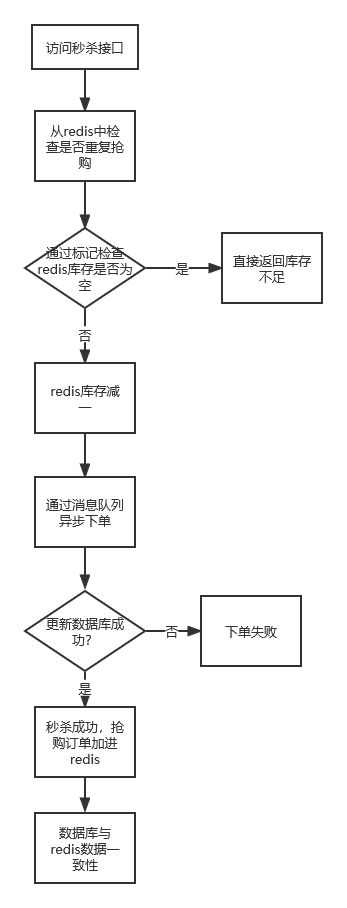 访问秒杀接口
从redis中检
查是否重复抢
购
通过标记检查
redis库存是否为
空
是
直接返回库存
不足
否
redis库存减
一
通过消息队列
异步下单
更新数据库成
功？
否
下单失败
是
秒杀成功，抢
购订单加进
redis
数据库与
redis数据一
致性